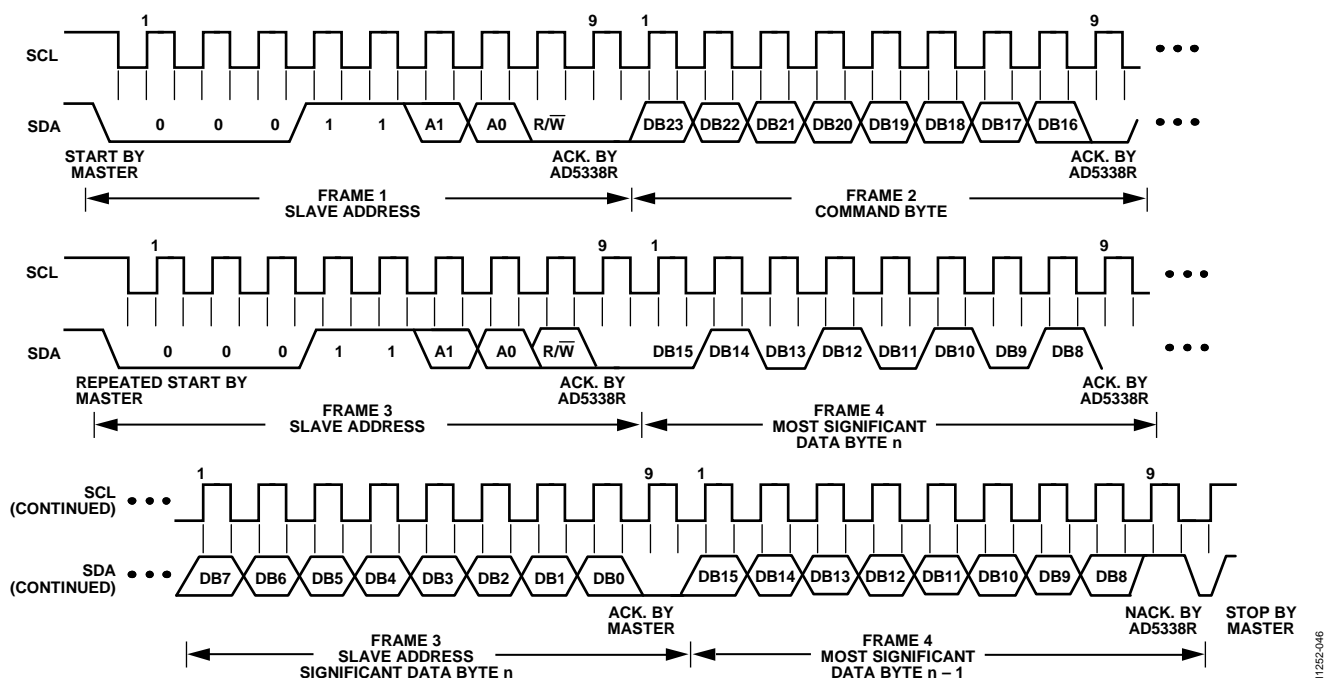 1 9 1 9
SCL
SDA 0 0 0 1 1 A1 A0 R/W DB23 DB22 DB21 DB20 DB19 DB18 DB17 DB16
START BY MASTER
ACK. BY AD5338R
ACK. BY AD5338R
FRAME 1
SLAVE ADDRESS
FRAME 2
COMMAND BYTE
1 9 1 9
SCL
SDA 0 0 0 1 1 A1 A0 R/W DB15 DB14 DB13 DB12 DB11 DB10 DB9 DB8
REPEATED START BY
MASTER
ACK. BY
AD5338R
ACK. BY
AD5338R
FRAME 3
SLAVE ADDRESS
FRAME 4
MOST SIGNIFICANT
DATA BYTE n
1 9 1 9
SCL
(CONTINUED)
SDA
(CONTINUED)
DB7 DB6 DB5 DB4 DB3 DB2 DB1 DB0 DB15 DB14 DB13 DB12 DB11 DB10 DB9 DB8
ACK. BY
MASTER
NACK. BY
AD5338R
STOP BY
MASTER
FRAME 3
SLAVE ADDRESS
SIGNIFICANT DATA BYTE n
FRAME 4
MOST SIGNIFICANT
DATA BYTE n – 1
11252-046